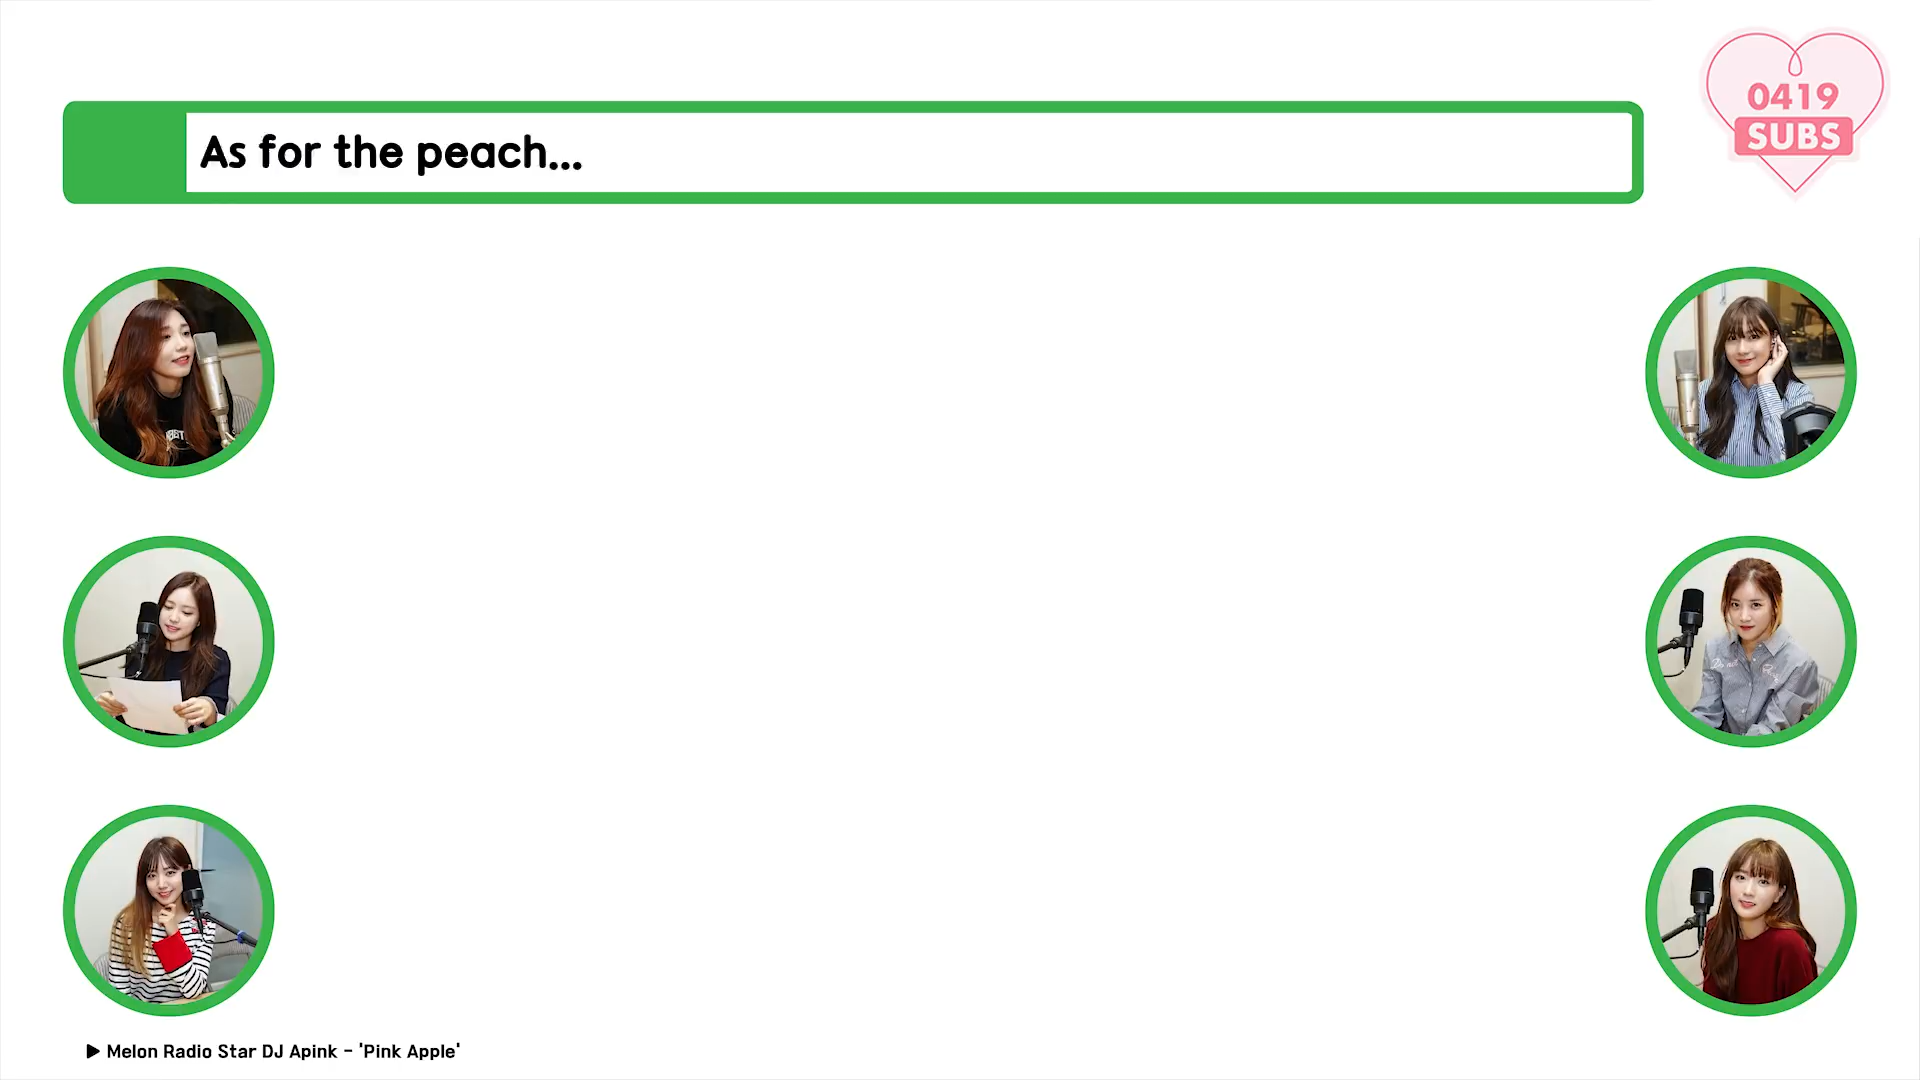 0419
SUBS
As for the peach...
▶ Melon Radio Star DJ Apink - 'Pink Apple'